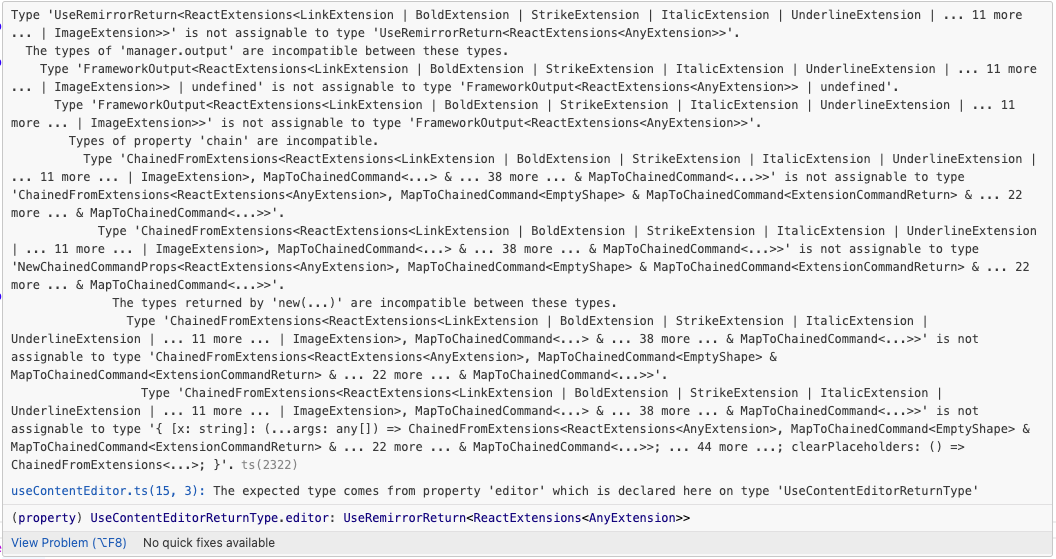 Type 'UseRemirrorReturn<ReactExtensions<LinkExtension | BoldExtension | StrikeExtension | ItalicExtension | UnderlineExtension | ... 11 more
... | ImageExtension>>' is not assignable to type 'UseRemirrorReturn<ReactExtensions<AnyExtension>>'.
The types of 'manager.output' are incompatible between these types.
Type 'FrameworkOutput<ReactExtensions<LinkExtension | BoldExtension | StrikeExtension | ItalicExtension | UnderlineExtension | ... 11 more
... | ImageExtension>> | undefined' is not assignable to type 'FrameworkOutput<ReactExtensions<AnyExtension>> | undefined'.
Type 'FrameworkOutput<ReactExtensions<LinkExtension | BoldExtension | StrikeExtension | ItalicExtension | UnderlineExtension | ... 11
more ... | ImageExtension>>' is not assignable to type 'FrameworkOutput<ReactExtensions<AnyExtension>>'.
Types of property 'chain' are incompatible.
Type 'ChainedFromExtensions<ReactExtensions<LinkExtension | BoldExtension | StrikeExtension | ItalicExtension | UnderlineExtension |
... 11 more ... | ImageExtension>, MapToChainedCommand<...> & ... 38 more ... & MapToChainedCommand<...>>' is not assignable to type
'ChainedFromExtensions<ReactExtensions<AnyExtension>, MapToChainedCommand<EmptyShape> & MapToChainedCommand<ExtensionCommandReturn> & ... 22
more ... & MapToChainedCommand<...>>'.
Type 'ChainedFromExtensions<ReactExtensions<LinkExtension | BoldExtension | StrikeExtension | ItalicExtension | UnderlineExtension
| ... 11 more ... | ImageExtension>, MapToChainedCommand<...> & ... 38 more ... & MapToChainedCommand<...>>' is not assignable to type
'NewChainedCommandProps<ReactExtensions<AnyExtension>, MapToChainedCommand<EmptyShape> & MapToChainedCommand<ExtensionCommandReturn> & ... 22
more ... & MapToChainedCommand<...>>'.
The types returned by 'new(...)' are incompatible between these types.
Type 'ChainedFromExtensions<ReactExtensions<LinkExtension | BoldExtension | StrikeExtension | ItalicExtension |
UnderlineExtension | ... 11 more ... | ImageExtension>, MapToChainedCommand<...> & ... 38 more ... & MapToChainedCommand<...>>' is not
assignable to type 'ChainedFromExtensions<ReactExtensions<AnyExtension>, MapToChainedCommand<EmptyShape> &
MapToChainedCommand<ExtensionCommandReturn> & ... 22 more ... & MapToChainedCommand<...>>'.
Type 'ChainedFromExtensions<ReactExtensions<LinkExtension | BoldExtension | StrikeExtension | ItalicExtension |
UnderlineExtension | ... 11 more ... | ImageExtension>, MapToChainedCommand<...> & ... 38 more ... & MapToChainedCommand<...>>' is not
assignable to type '{ [x: string]: (...args: any[]) => ChainedFromExtensions<ReactExtensions<AnyExtension>, MapToChainedCommand<EmptyShape> &
MapToChainedCommand<ExtensionCommandReturn> & ... 22 more ... & MapToChainedCommand<...>>; ... 44 more ...; clearPlaceholders: () =>
ChainedFromExtensions<...>; }'. ts(2322)
useContentEditor.ts(15, 3): The expected type comes from property 'editor' which is declared here on type 'UseContentEditorReturnType'
(property) UseContentEditorReturnType.editor: UseRemirrorReturn<ReactExtensions<AnyExtension>>
View Problem (⌥F8) No quick fixes available